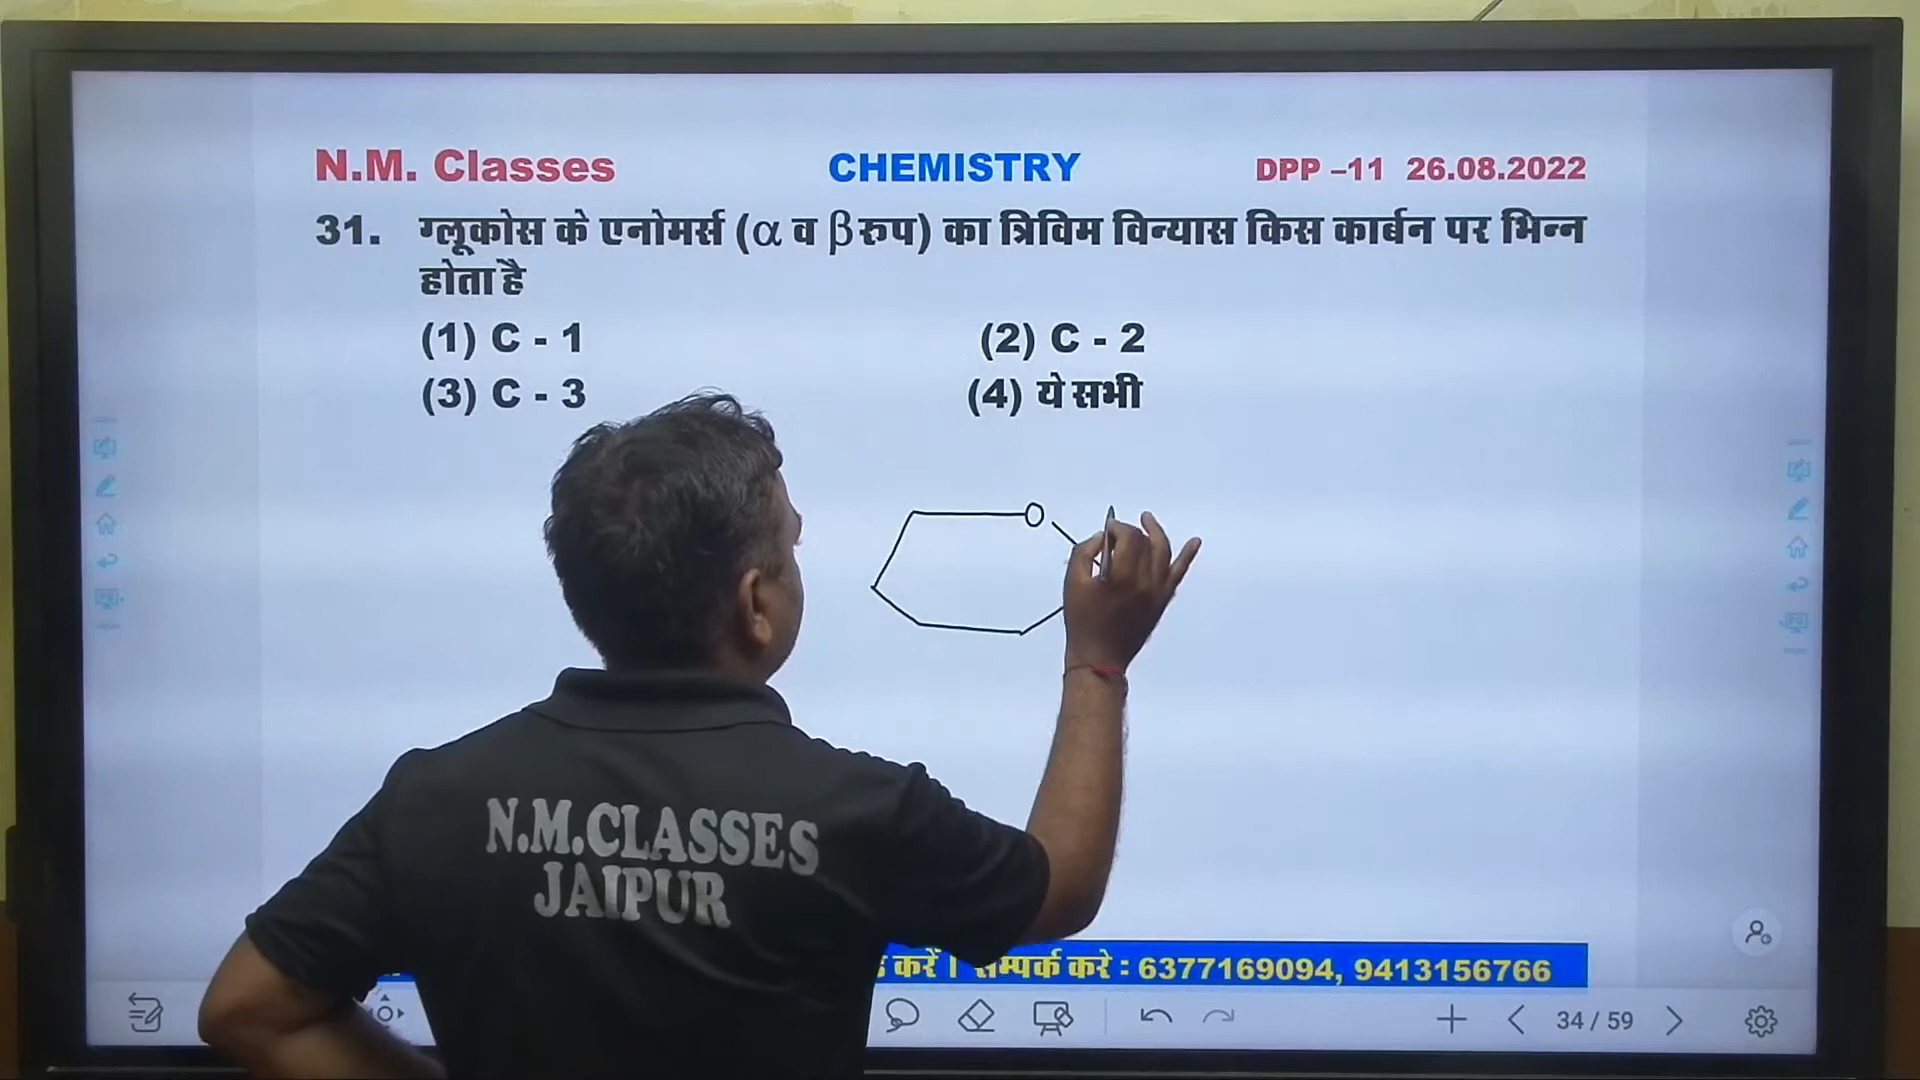 N.M. Classes CHEMISTRY DPP –11 26.08.2022
31. ग्लूकोस के एनोमर्स (α व β रुप) का त्रिविम विन्यास किस कार्बन पर भिन्न
होता है
(1) C - 1 (2) C - 2
(3) C - 3 (4) ये सभी
O
N.M.CLASSES
JAIPUR
करें। सम्पर्क करे : 6377169094, 9413156766
34 / 59